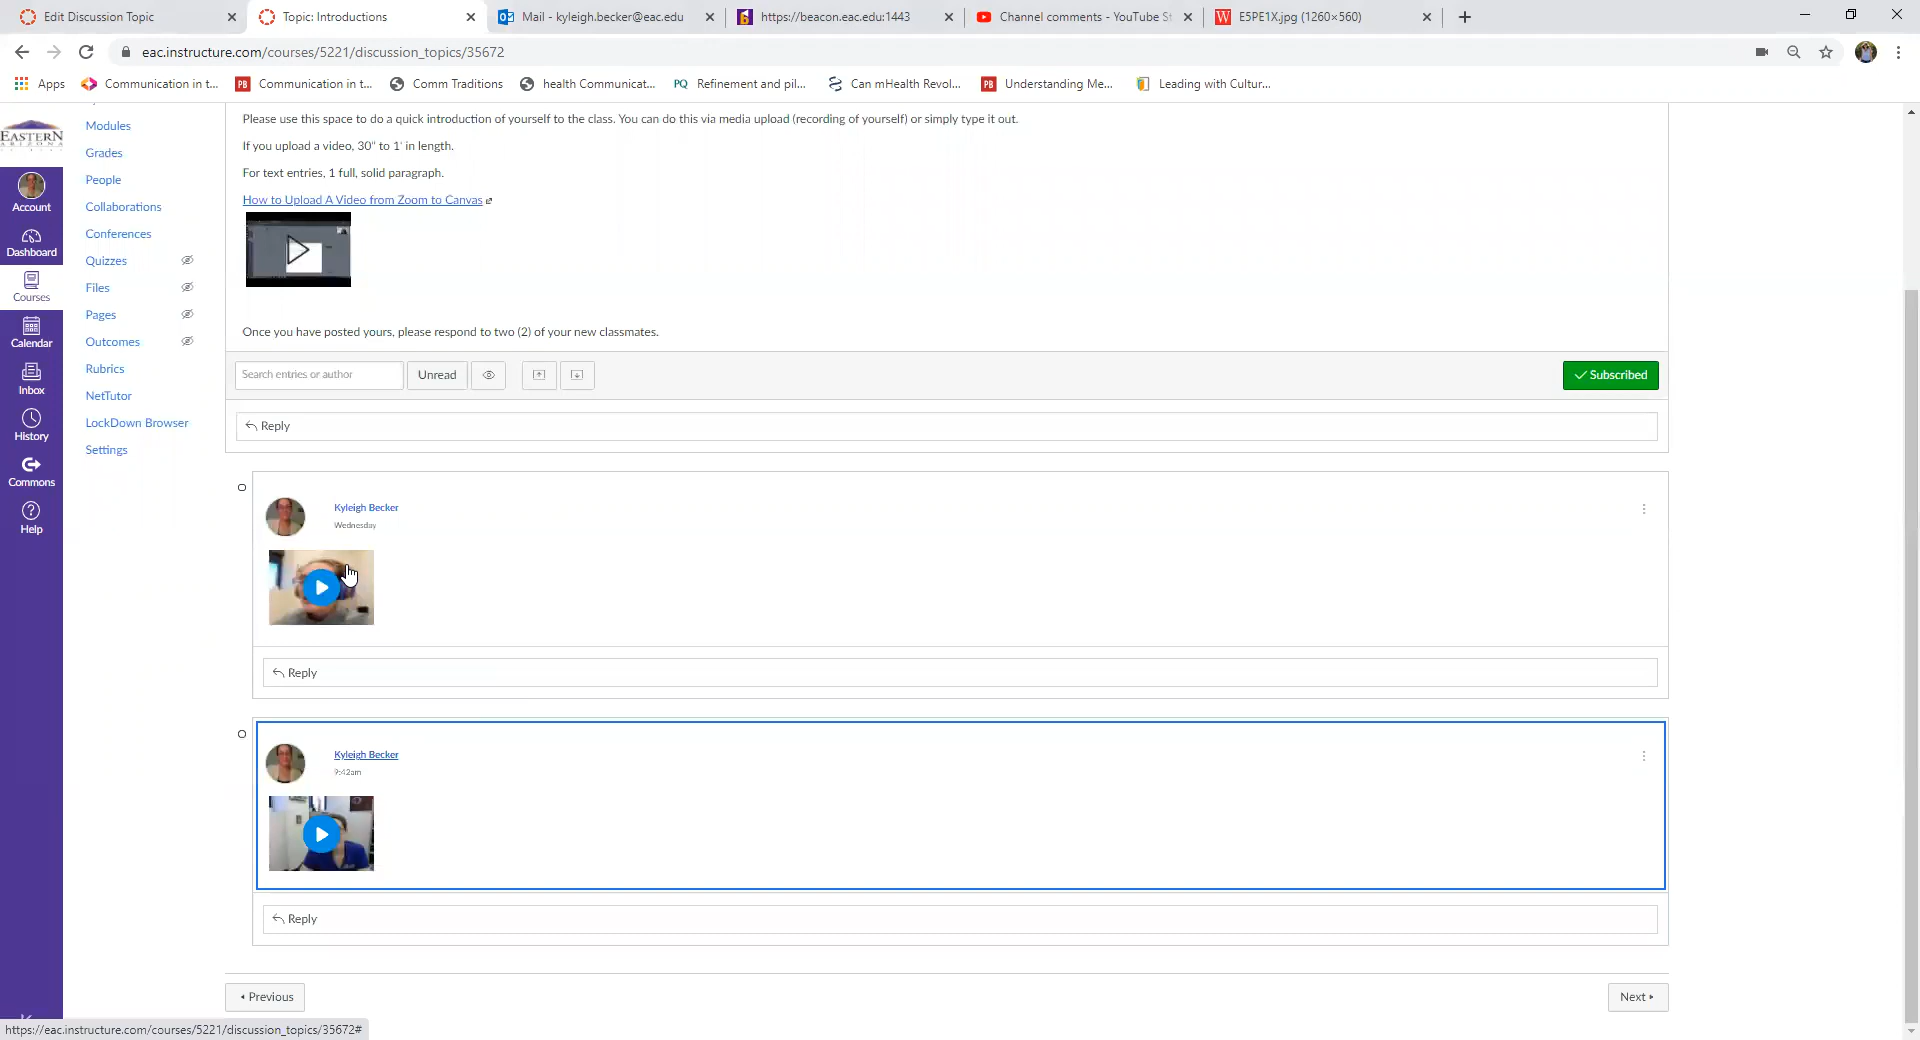 Edit Discussion Topic
Topic: Introductions
Mail - kyleigh.becker@eac.edu
https://beacon.eac.edu:1443
Channel comments - YouTube St
E5PE1X.jpg (1260×560)
eac.instructure.com/courses/5221/discussion_topics/35672
Apps
Communication in t...
PB Communication in t...
Comm Traditions
health Communicat...
PQ Refinement and pil...
Can mHealth Revol...
PB Understanding Me...
Leading with Cultur...
EASTERN
ARIZONA
Account
Dashboard
Courses
Calendar
Inbox
History
Commons
Help
Modules
Grades
People
Collaborations
Conferences
Quizzes
Files
Pages
Outcomes
Rubrics
NetTutor
LockDown Browser
Settings
Please use this space to do a quick introduction of yourself to the class. You can do this via media upload (recording of yourself) or simply type it out.
If you upload a video, 30" to 1' in length.
For text entries, 1 full, solid paragraph.
How to Upload A Video from Zoom to Canvas
Once you have posted yours, please respond to two (2) of your new classmates.
Search entries or author
Unread
Subscribed
Reply
Kyleigh Becker
Wednesday
Reply
Kyleigh Becker
9:42am
Reply
Previous
Next
https://eac.instructure.com/courses/5221/discussion_topics/35672#